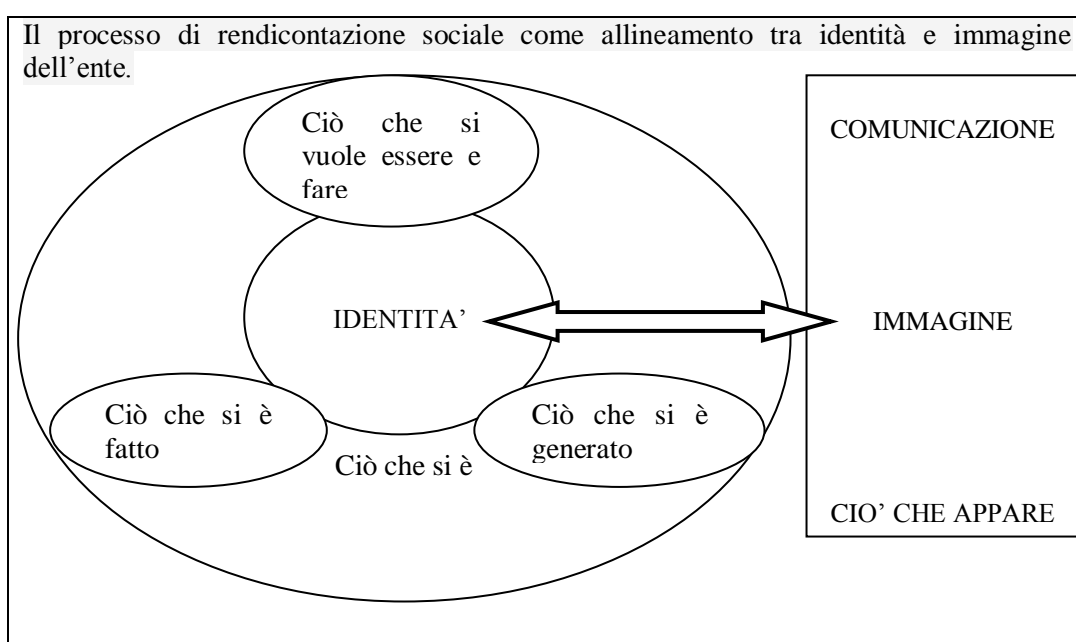 Il processo di rendicontazione sociale come allineamento tra identità e immagine
dell’ente.
Ciò che si
vuole essere e
fare
COMUNICAZIONE
IDENTITA’
IMMAGINE
Ciò che si è
fatto
Ciò che si è
generato
Ciò che si è
CIO’ CHE APPARE